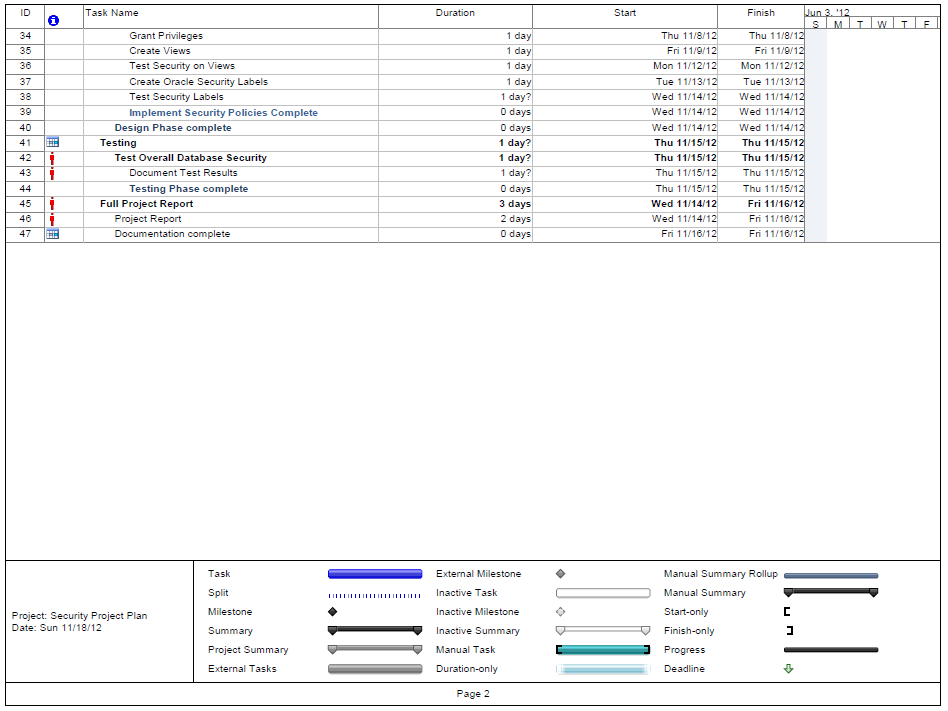 ID Task Name Duration Start Finish Jun 3, '12
S M T W T F
34 Grant Privileges 1 day Thu 11/8/12 Thu 11/8/12
35 Create Views 1 day Fri 11/9/12 Fri 11/9/12
36 Test Security on Views 1 day Mon 11/12/12 Mon 11/12/12
37 Create Oracle Security Labels 1 day Tue 11/13/12 Tue 11/13/12
38 Test Security Labels 1 day? Wed 11/14/12 Wed 11/14/12
39 Implement Security Policies Complete 0 days Wed 11/14/12 Wed 11/14/12
40 Design Phase complete 0 days Wed 11/14/12 Wed 11/14/12
41 Testing 1 day? Thu 11/15/12 Thu 11/15/12
42 Test Overall Database Security 1 day? Thu 11/15/12 Thu 11/15/12
43 Document Test Results 1 day? Thu 11/15/12 Thu 11/15/12
44 Testing Phase complete 0 days Thu 11/15/12 Thu 11/15/12
45 Full Project Report 3 days Wed 11/14/12 Fri 11/16/12
46 Project Report 2 days Wed 11/14/12 Fri 11/16/12
47 Documentation complete 0 days Fri 11/16/12 Fri 11/16/12
Project: Security Project Plan
Date: Sun 11/18/12
Task
Split
Milestone
Summary
Project Summary
External Tasks
External Milestone
Inactive Task
Inactive Milestone
Inactive Summary
Manual Task
Duration-only
Manual Summary Rollup
Manual Summary
Start-only
Finish-only
Progress
Deadline
Page 2